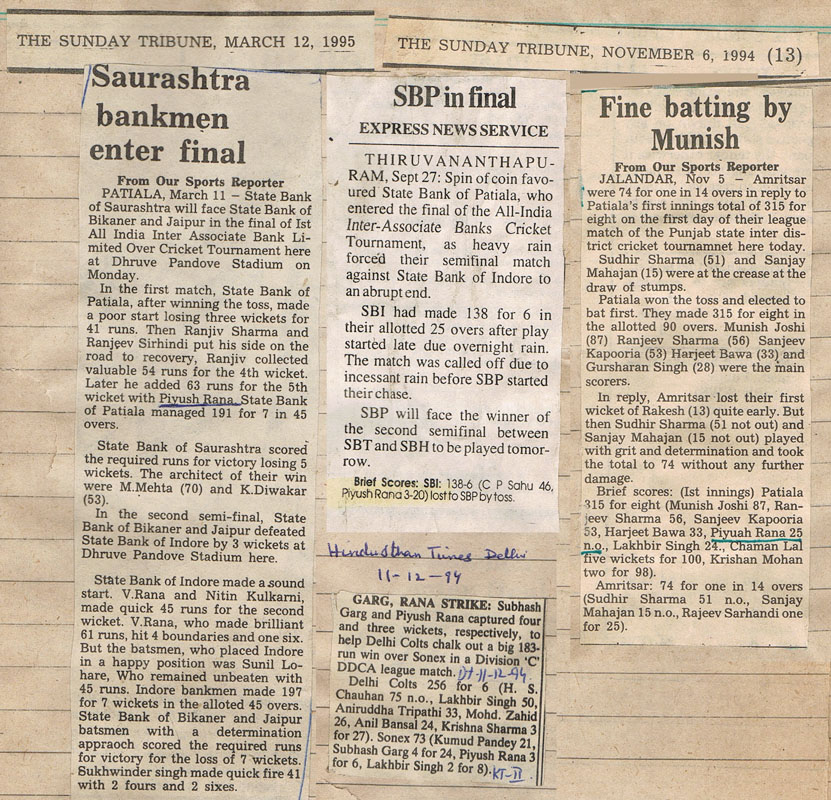 THE SUNDAY TRIBUNE, MARCH 12, 1995
Saurashtra
bankmen
enter final
From Our Sports Reporter
PATIALA, March 11 – State Bank
of Saurashtra will face State Bank of
Bikaner and Jaipur in the final of Ist
All India Inter Associate Bank Li-
mited Over Cricket Tournament here
at Dhruve Pandove Stadium on
Monday.
In the first match, State Bank of
Patiala, after winning the toss, made
a poor start losing three wickets for
41 runs. Then Ranjiv Sharma and
Ranjeev Sirhindi put his side on the
road to recovery, Ranjiv collected
valuable 54 runs for the 4th wicket.
Later he added 63 runs for the 5th
wicket with Piyush Rana. State Bank
of Patiala managed 191 for 7 in 45
overs.
State Bank of Saurashtra scored
the required runs for victory losing 5
wickets. The architect of their win
were M.Mehta (70) and K.Diwakar
(53).
In the second semi-final, State
Bank of Bikaner and Jaipur defeated
State Bank of Indore by 3 wickets at
Dhruve Pandove Stadium here.
State Bank of Indore made a sound
start. V.Rana and Nitin Kulkarni,
made quick 45 runs for the second
wicket. V.Rana, who made brilliant
61 runs, hit 4 boundaries and one six.
But the batsmen, who placed Indore
in a happy position was Sunil Lo-
hare, Who remained unbeaten with
45 runs. Indore bankmen made 197
for 7 wickets in the alloted 45 overs.
State Bank of Bikaner and Jaipur
batsmen with a determination
appraoch scored the required runs
for victory for the loss of 7 wickets.
Sukhwinder singh made quick fire 41
with 2 fours and 2 sixes.
SBP in final
EXPRESS NEWS SERVICE
THIRUVANANTHAPU-
RAM, Sept 27: Spin of coin favo-
ured State Bank of Patiala, who
entered the final of the All-India
Inter-Associate Banks Cricket
Tournament, as heavy rain
forced their semifinal match
against State Bank of Indore to
an abrupt end.
SBI had made 138 for 6 in
their allotted 25 overs after play
started late due overnight rain.
The match was called off due to
incessant rain before SBP started
their chase.
SBP will face the winner of
the second semifinal between
SBT and SBH to be played tomor-
row.
Brief Scores: SBI: 138-6 (C P Sahu 46,
Piyush Rana 3-20) lost to SBP by toss.
Hindusthan Times Delhi
11-12-94
GARG, RANA STRIKE: Subhash
Garg and Piyush Rana captured four
and three wickets, respectively, to
help Delhi Colts chalk out a big 183-
run win over Sonex in a Division 'C'
DDCA league match. Dt-11-12-94
Delhi Colts 256 for 6 (H. S.
Chauhan 75 n.o., Lakhbir Singh 50,
Aniruddha Tripathi 33, Mohd. Zahid
26, Anil Bansal 24, Krishna Sharma 3
for 27). Sonex 73 (Kumud Pandey 21,
Subhash Garg 4 for 24, Piyush Rana 3
for 6, Lakhbir Singh 2 for 8).
THE SUNDAY TRIBUNE, NOVEMBER 6, 1994 (13)
Fine batting by
Munish
From Our Sports Reporter
JALANDAR, Nov 5 – Amritsar
were 74 for one in 14 overs in reply to
Patiala's first innings total of 315 for
eight on the first day of their league
match of the Punjab state inter dis-
trict cricket tournamnet here today.
Sudhir Sharma (51) and Sanjay
Mahajan (15) were at the crease at the
draw of stumps.
Patiala won the toss and elected to
bat first. They made 315 for eight in
the allotted 90 overs. Munish Joshi
(87) Ranjeev Sharma (56) Sanjeev
Kapooria (53) Harjeet Bawa (33) and
Gursharan Singh (28) were the main
scorers.
In reply, Amritsar lost their first
wicket of Rakesh (13) quite early. But
then Sudhir Sharma (51 not out) and
Sanjay Mahajan (15 not out) played
with grit and determination and took
the total to 74 without any further
damage.
Brief scores: (Ist innings) Patiala
315 for eight (Munish Joshi 87, Ran-
jeev Sharma 56, Sanjeev Kapooria
53, Harjeet Bawa 33, Piyuah Rana 25
n.o., Lakhbir Singh 24., Chaman Lal
five wickets for 100, Krishan Mohan
two for 98).
Amritsar: 74 for one in 14 overs
(Sudhir Sharma 51 n.o., Sanjay
Mahajan 15 n.o., Rajeev Sarhandi one
for 25).